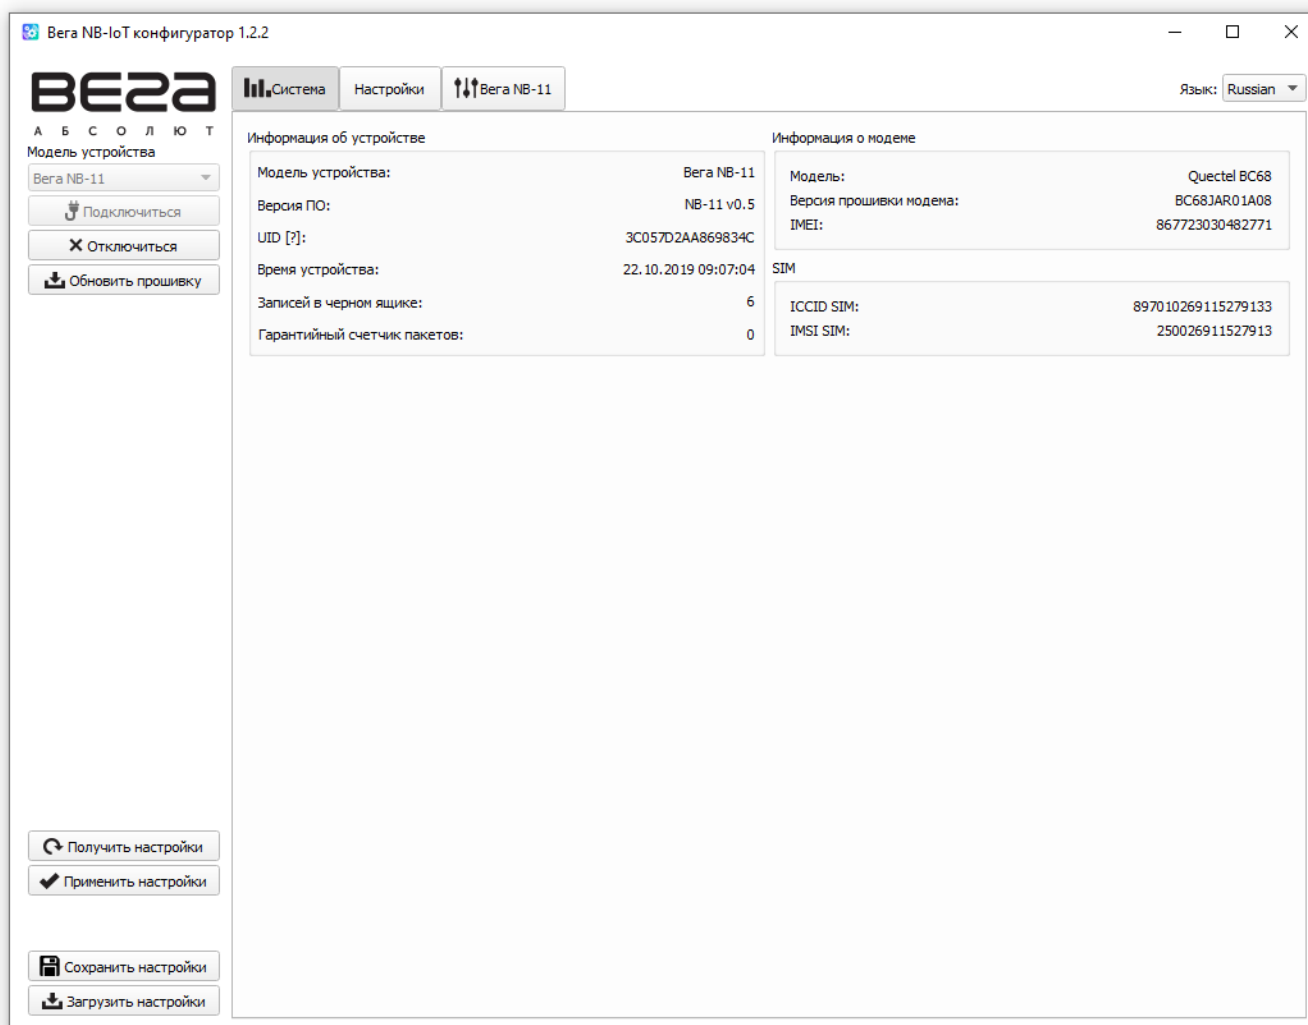 Вега NB-IoT конфигуратор 1.2.2
ВЕГА
АБСОЛЮТ
Модель устройства
Вега NB-11
Подключиться
Отключиться
Обновить прошивку
Получить настройки
Применить настройки
Сохранить настройки
Загрузить настройки
Система
Настройки
Вега NB-11
Язык: Russian
Информация об устройстве
Модель устройства: Вега NB-11
Версия ПО: NB-11 v0.5
UID [?]: 3C057D2AA869834C
Время устройства: 22.10.2019 09:07:04
Записей в черном ящике: 6
Гарантийный счетчик пакетов: 0
Информация о модеме
Модель: Quectel BC68
Версия прошивки модема: BC68JAR01A08
IMEI: 867723030482771
SIM
ICCID SIM: 897010269115279133
IMSI SIM: 250026911527913